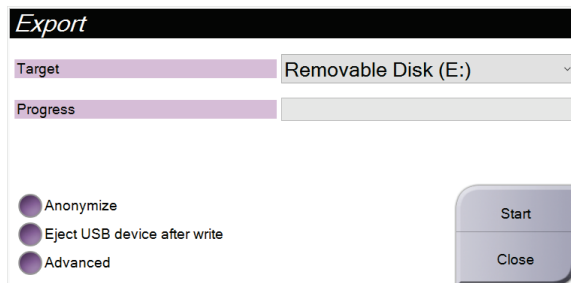 Export
Target
Removable Disk (E:)
Progress
Anonymize
Eject USB device after write
Advanced
Start
Close